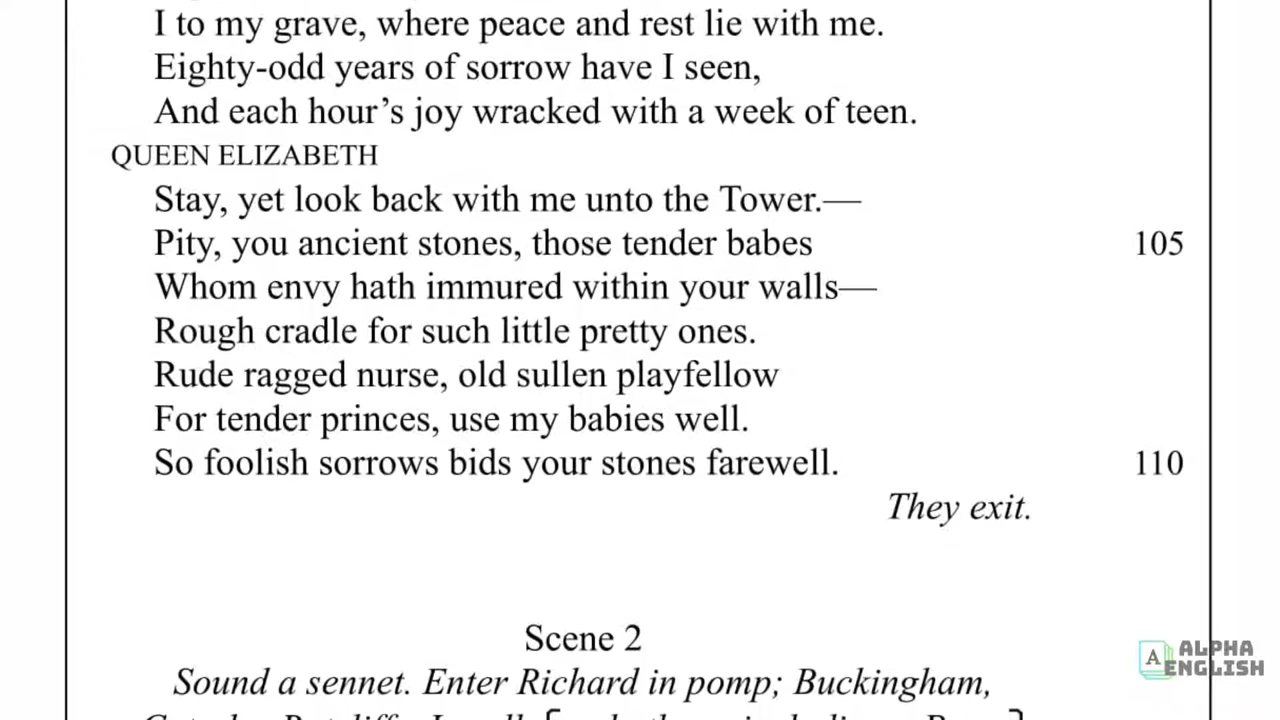 I to my grave, where peace and rest lie with me.
Eighty-odd years of sorrow have I seen,
And each hour’s joy wracked with a week of teen.
QUEEN ELIZABETH
Stay, yet look back with me unto the Tower.—
Pity, you ancient stones, those tender babes 105
Whom envy hath immured within your walls—
Rough cradle for such little pretty ones.
Rude ragged nurse, old sullen playfellow
For tender princes, use my babies well.
So foolish sorrows bids your stones farewell. 110
They exit.
Scene 2
Sound a sennet. Enter Richard in pomp; Buckingham,
A ALPHA
ENGLISH